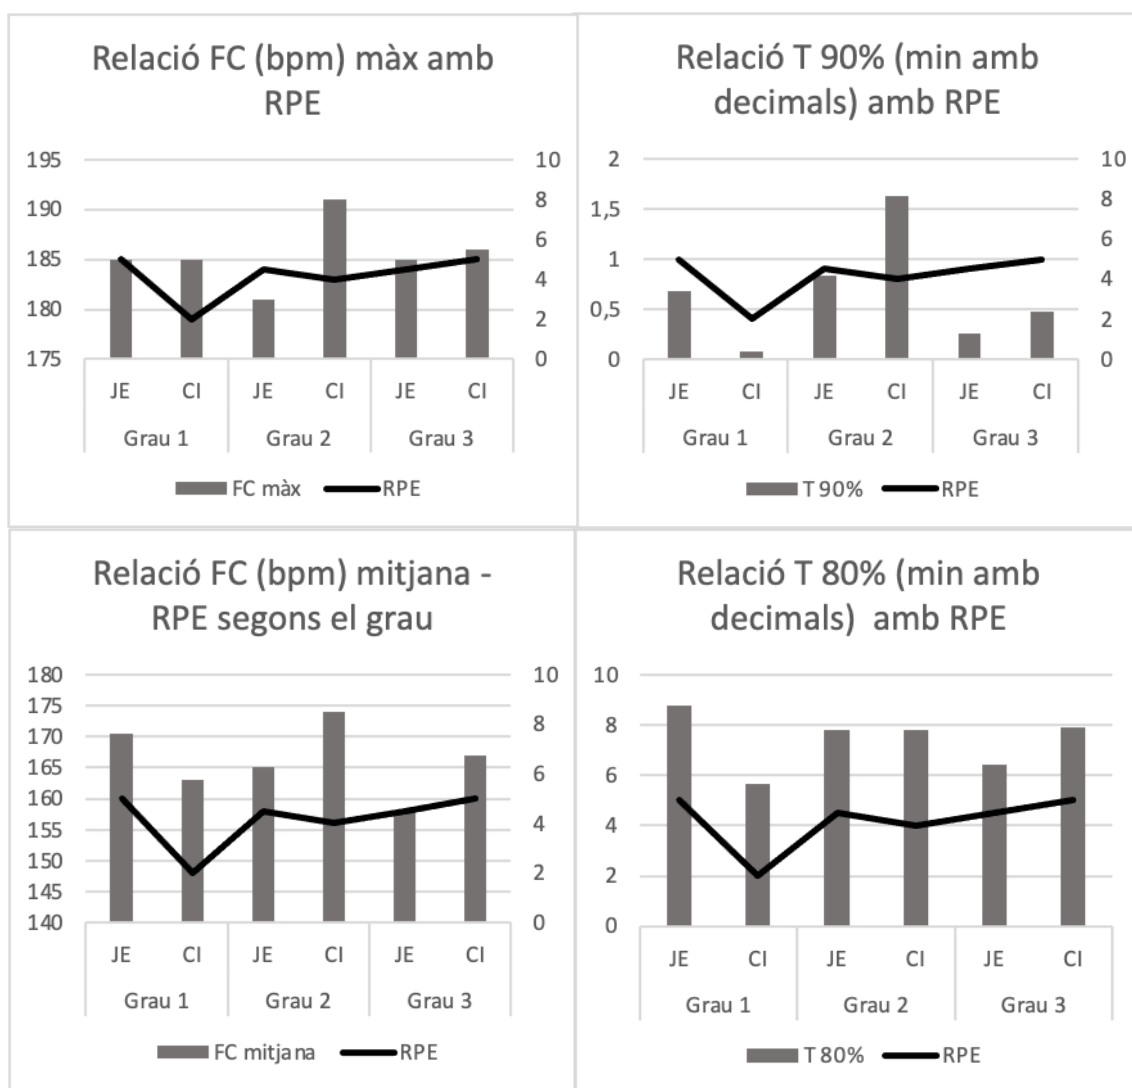 Relació FC (bpm) màx amb
RPE
195
190
185
180
175
10
8
6
4
2
0
JE CI JE CI JE CI
Grau 1 Grau 2 Grau 3
FC màx RPE
Relació T 90% (min amb
decimals) amb RPE
2
1,5
1
0,5
0
10
8
6
4
2
0
JE CI JE CI JE CI
Grau 1 Grau 2 Grau 3
T 90% RPE
Relació FC (bpm) mitjana -
RPE segons el grau
180
175
170
165
160
155
150
145
140
10
8
6
4
2
0
JE CI JE CI JE CI
Grau 1 Grau 2 Grau 3
FC mitjana RPE
Relació T 80% (min amb
decimals) amb RPE
10
8
6
4
2
0
JE CI JE CI JE CI
Grau 1 Grau 2 Grau 3
T 80% RPE